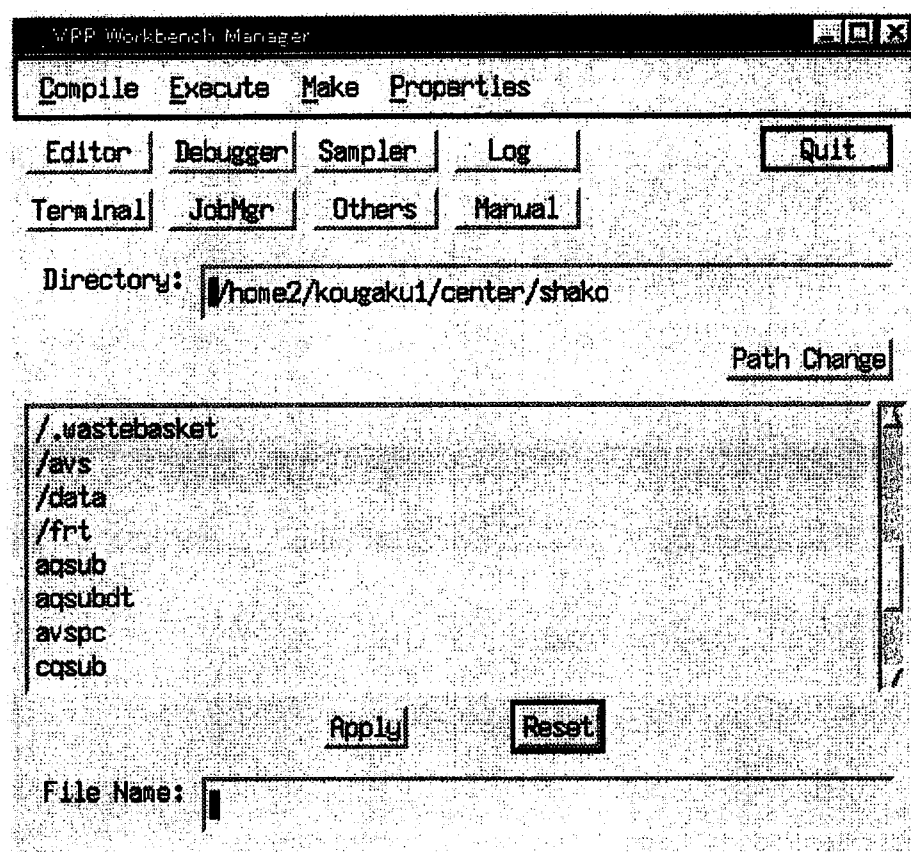 VPP Workbench Manager
Compile Execute Make Properties
Editor Debugger Sampler Log Quit
Terminal JobMgr Others Manual
Directory: /home2/kougaku1/center/shako
Path Change
/.wastebasket
/avs
/data
/frt
aqsub
aqsubdt
avspc
cqsub
Apply Reset
File Name: